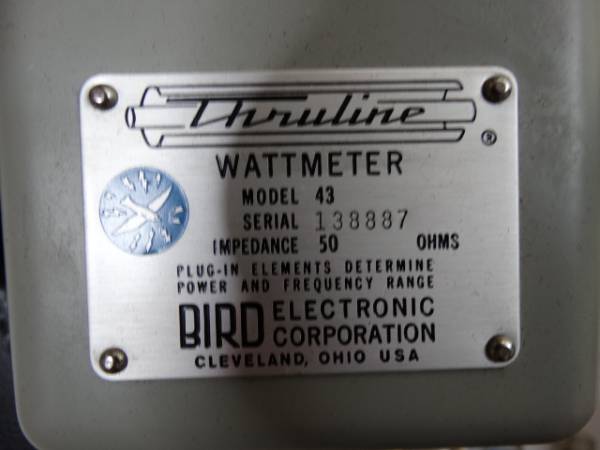 Thruline
®
WATTMETER
MODEL 43
SERIAL 138887
IMPEDANCE 50 OHMS
PLUG-IN ELEMENTS DETERMINE
POWER AND FREQUENCY RANGE
BIRD ELECTRONIC
CORPORATION
CLEVELAND, OHIO USA